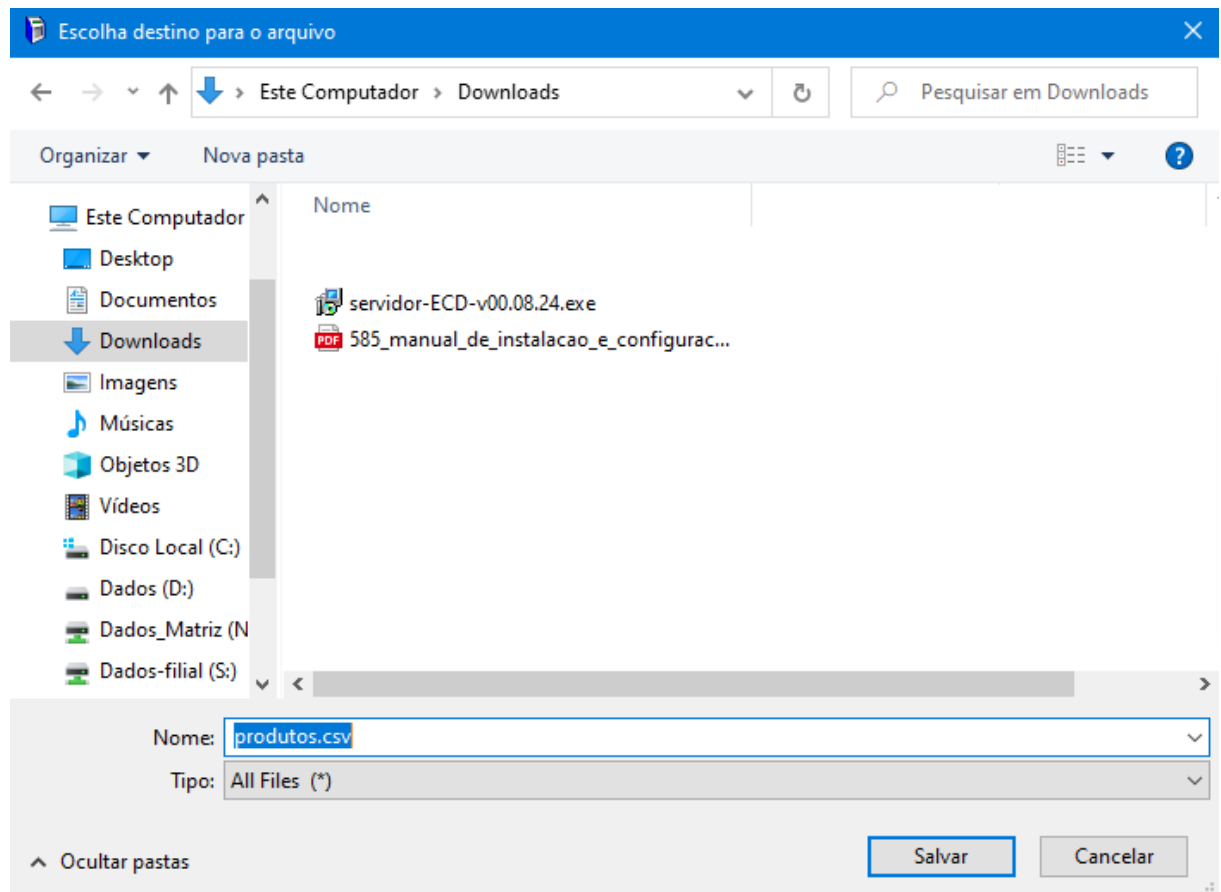 Escolha destino para o arquivo
Este Computador > Downloads
Pesquisar em Downloads
Organizar
Nova pasta
Este Computador
Desktop
Documentos
Downloads
Imagens
Músicas
Objetos 3D
Vídeos
Disco Local (C:)
Dados (D:)
Dados_Matriz (N
Dados-filial (S:)
Nome
servidor-ECD-v00.08.24.exe
PDF 585_manual_de_instalacao_e_configurac...
Nome: produtos.csv
Tipo: All Files (*)
Ocultar pastas
Salvar
Cancelar